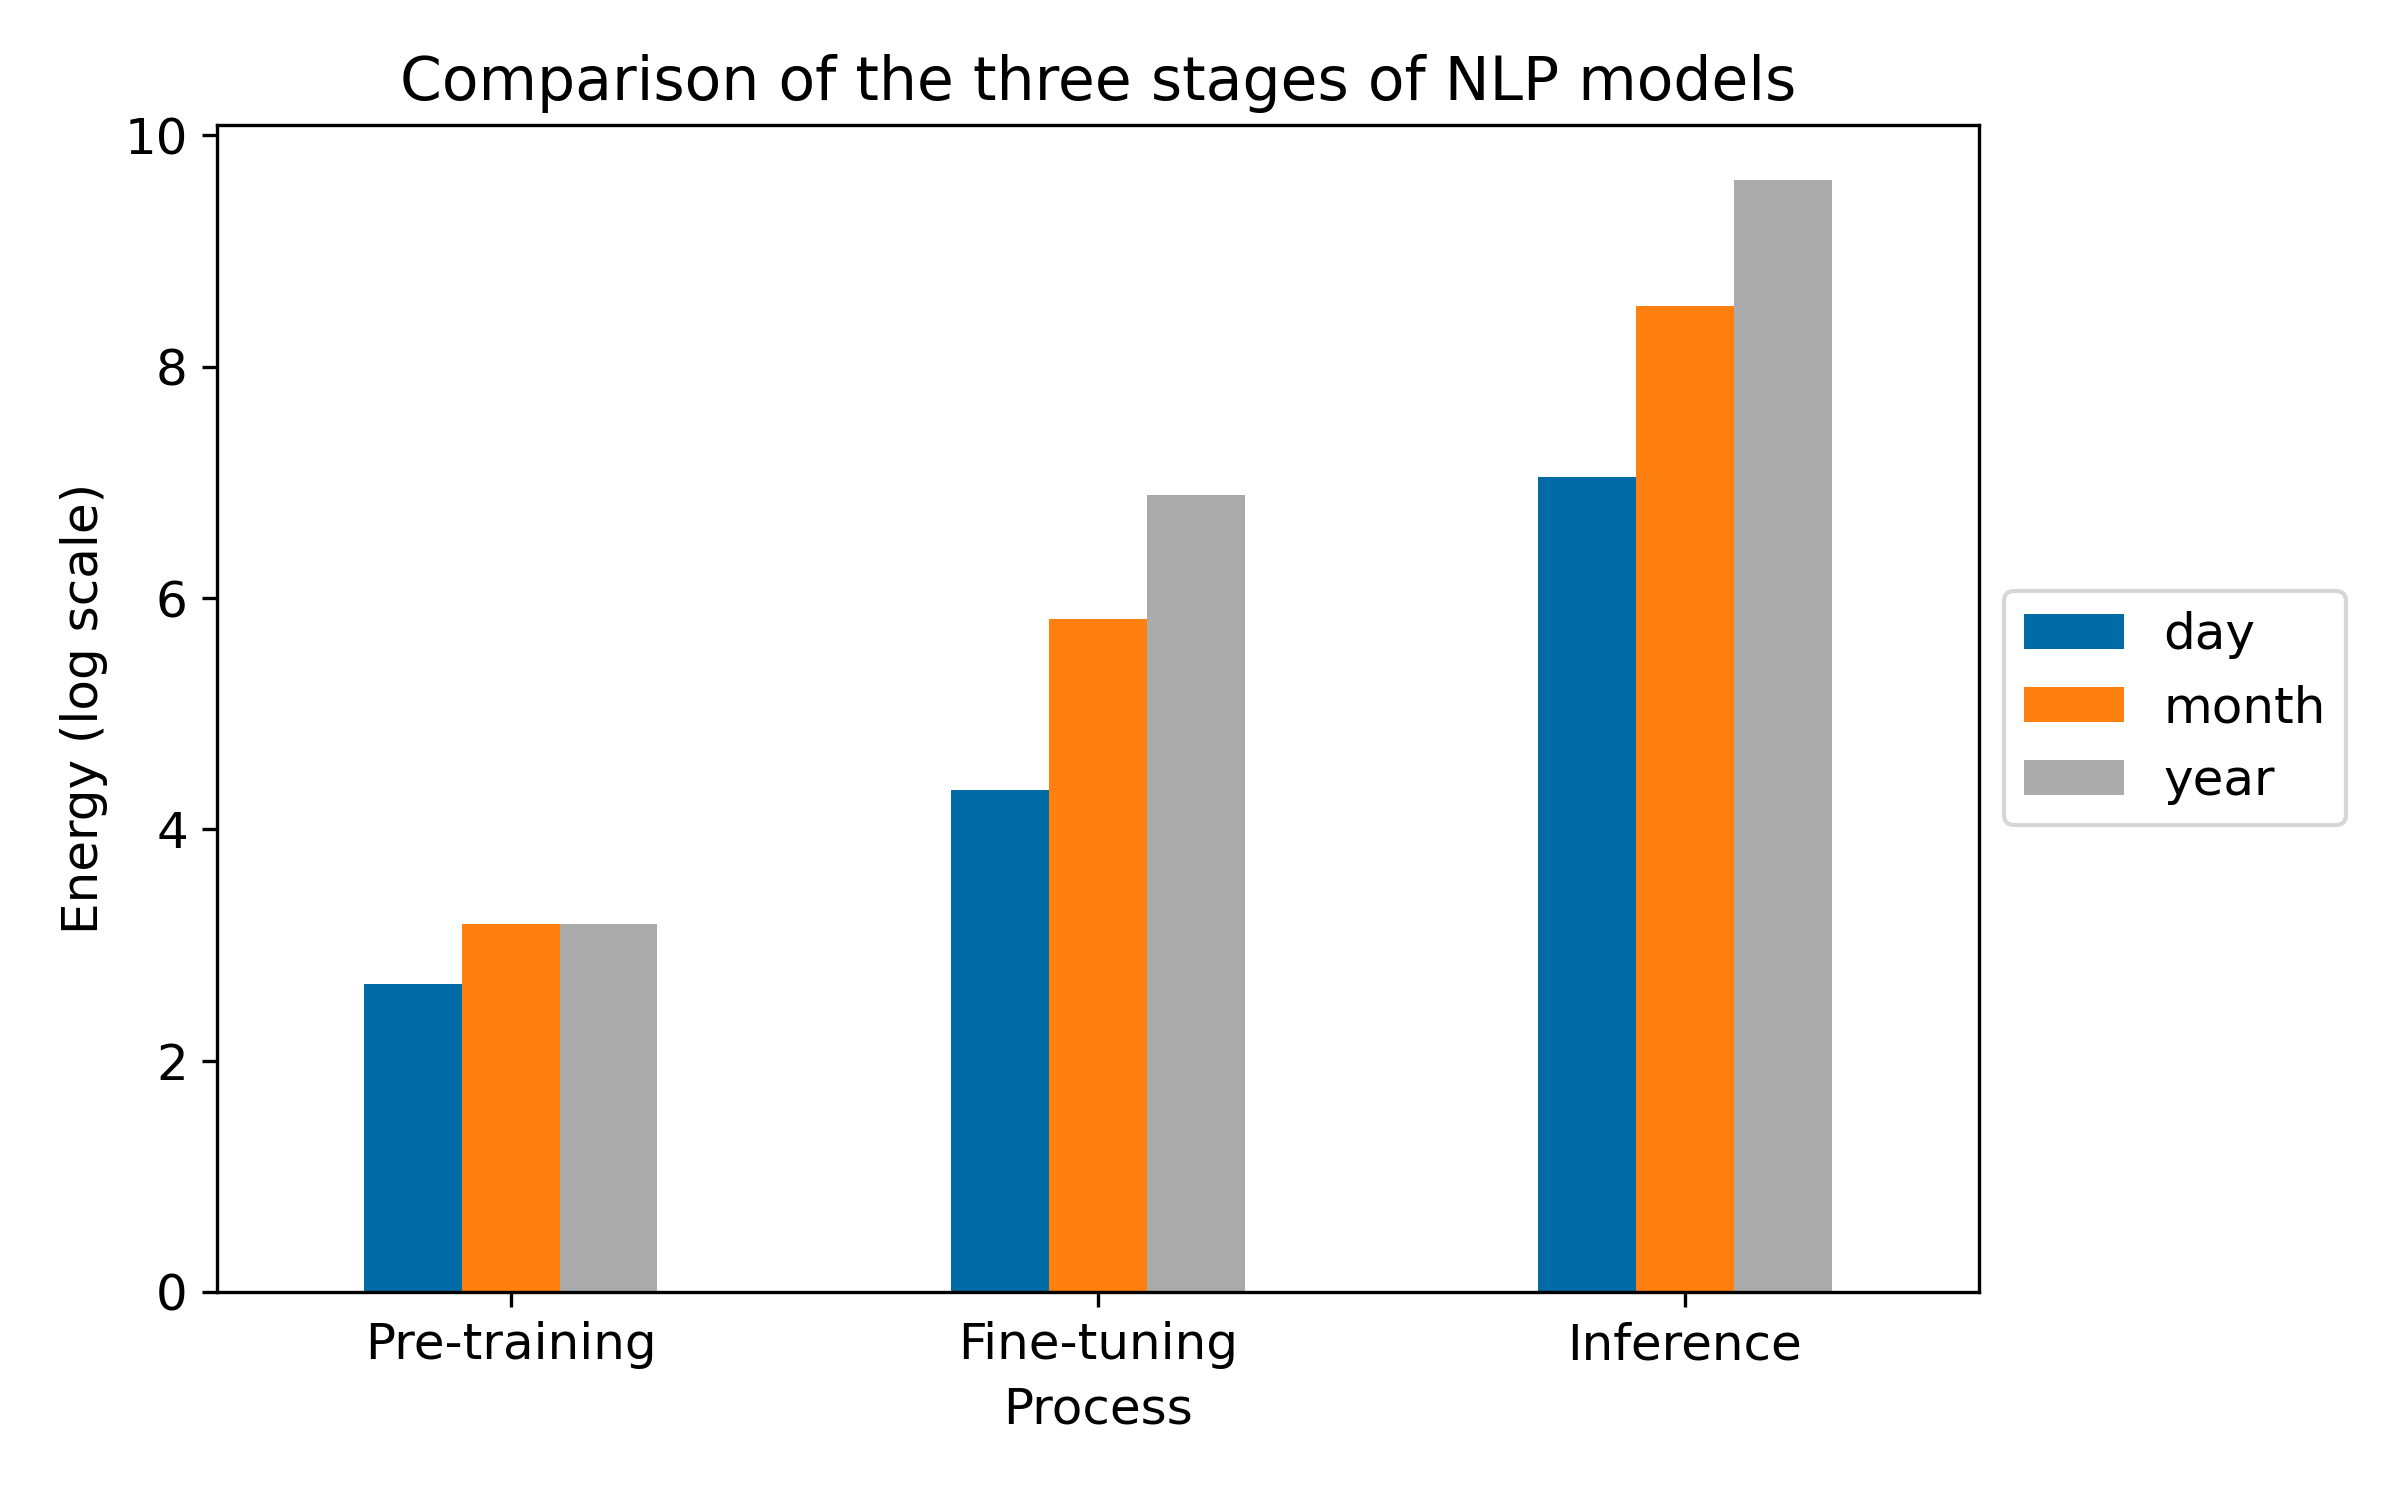 Comparison of the three stages of NLP models
10
8
6
4
2
0
Energy (log scale)
Pre-training
Fine-tuning
Inference
Process
day
month
year